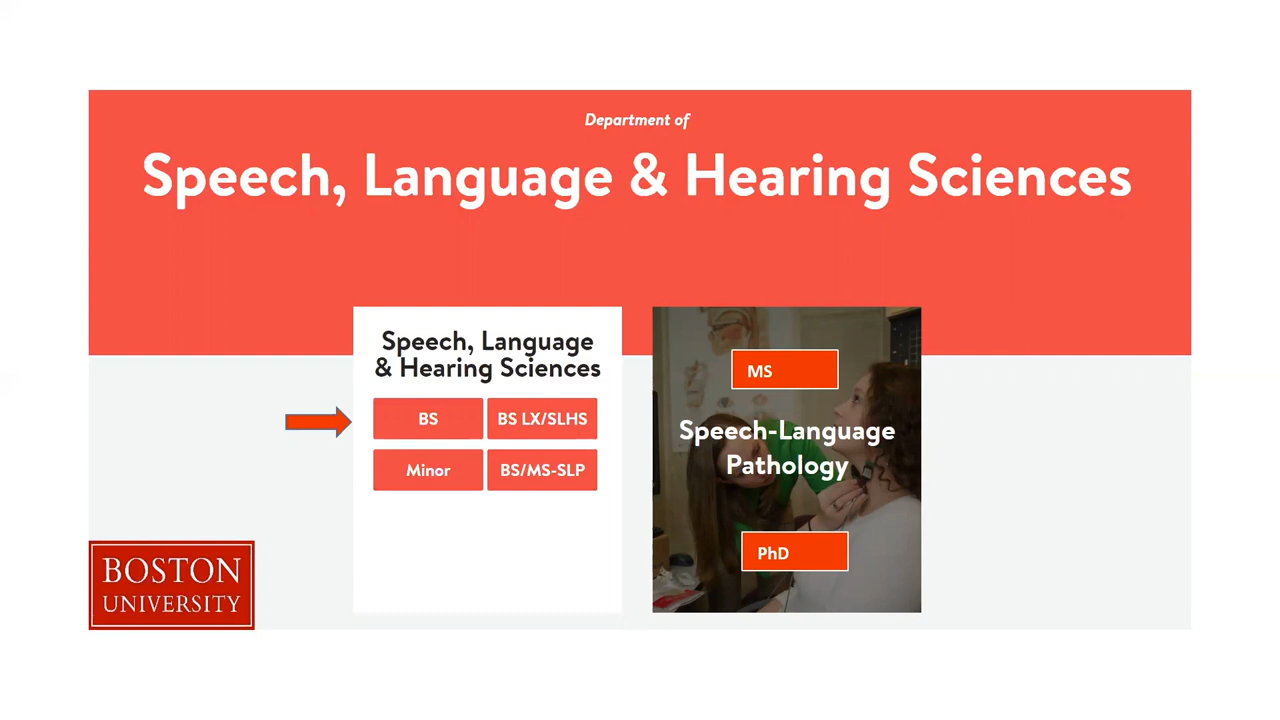 Department of
Speech, Language & Hearing Sciences
Speech, Language
& Hearing Sciences
BS
BS LX/SLHS
Minor
BS/MS-SLP
MS
Speech-Language
Pathology
PhD
BOSTON
UNIVERSITY